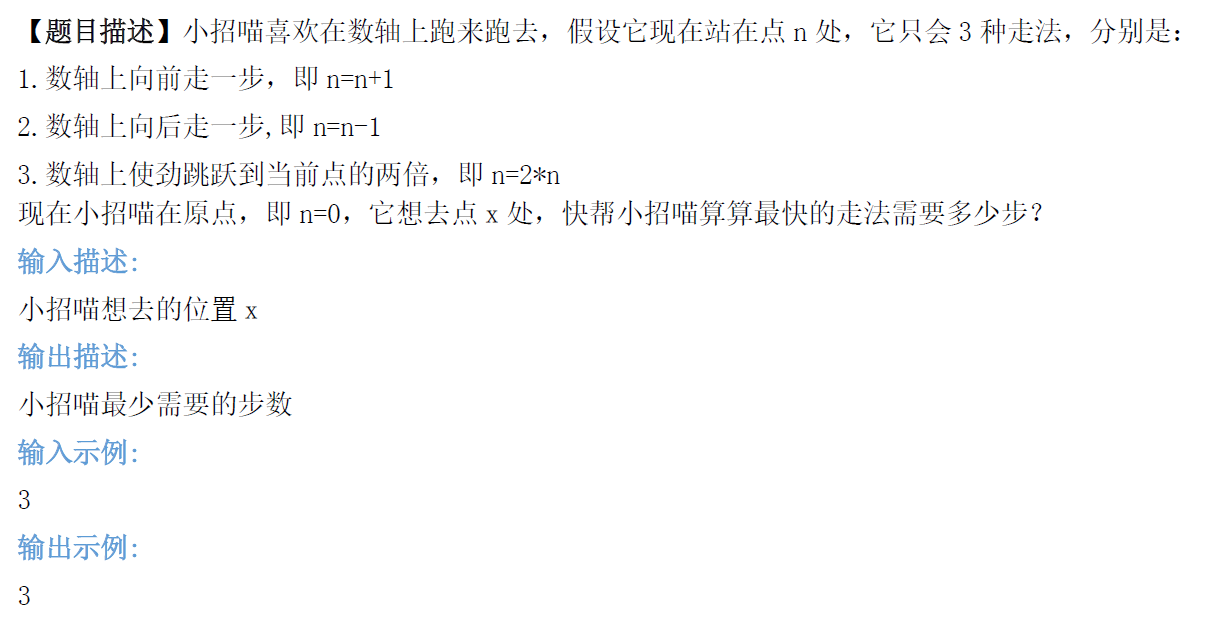 【题目描述】小招喵喜欢在数轴上跑来跑去，假设它现在站在点 n 处，它只会 3 种走法，分别是：
1.数轴上向前走一步，即 n=n+1
2.数轴上向后走一步,即 n=n-1
3.数轴上使劲跳跃到当前点的两倍，即 n=2*n
现在小招喵在原点，即 n=0，它想去点 x 处，快帮小招喵算算最快的走法需要多少步？
输入描述:
小招喵想去的位置 x
输出描述:
小招喵最少需要的步数
输入示例:
3
输出示例:
3